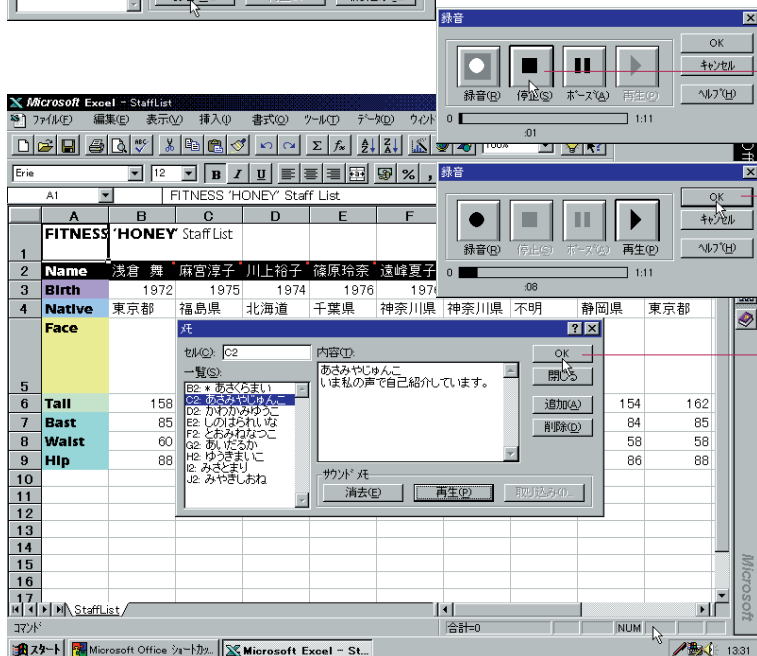 録音
OK
キャンセル
ヘルプ(H)
録音(R) 停止(S) ポーズ(A) 再生(P)
0 1:11
:01
Microsoft Excel - StaffList
ファイル(F) 編集(E) 表示(V) 挿入(I) 書式(O) ツール(T) データ(D)
100%
Erie 12 B I U %
A1 FITNESS 'HONEY' Staff List
録音
OK
キャンセル
ヘルプ(H)
録音(R) 停止(S) ポーズ(A) 再生(P)
0 1:11
:08
A B C D E F
1 FITNESS 'HONEY' Staff List
2 Name 浅倉 舞 麻宮淳子 川上裕子 篠原玲奈 遠峰夏子
3 Birth 1972 1975 1974 1976
4 Native 東京都 福島県 北海道 千葉県 神奈川県 神奈川県 不明 静岡県 東京都
5 Face
6 Tall 158 154 162
7 Bast 85 84 85
8 Waist 60 58 58
9 Hip 88 86 88
10
11
12
13
14
15
16
17
メモ
セル(C): C2
一覧(S):
B2: * あさくらまい
C2: あさみやじゅんこ
D2: かわかみゆうこ
E2: しのはられいな
F2: とおみねなつこ
G2: あいだるか
H2: ゆうきまいこ
I2: みさとまり
J2: みやぎしおね
内容(T):
あさみやじゅんこ
いま私の声で自己紹介しています。
OK
閉じる
追加(A)
削除(D)
サウンド メモ
消去(E) 再生(P) 取り込み(I)...
StaffList
コマンド 合計=0 NUM
スタート Microsoft Office ショートカッ... Microsoft Excel - St... 13:31
Microsoft